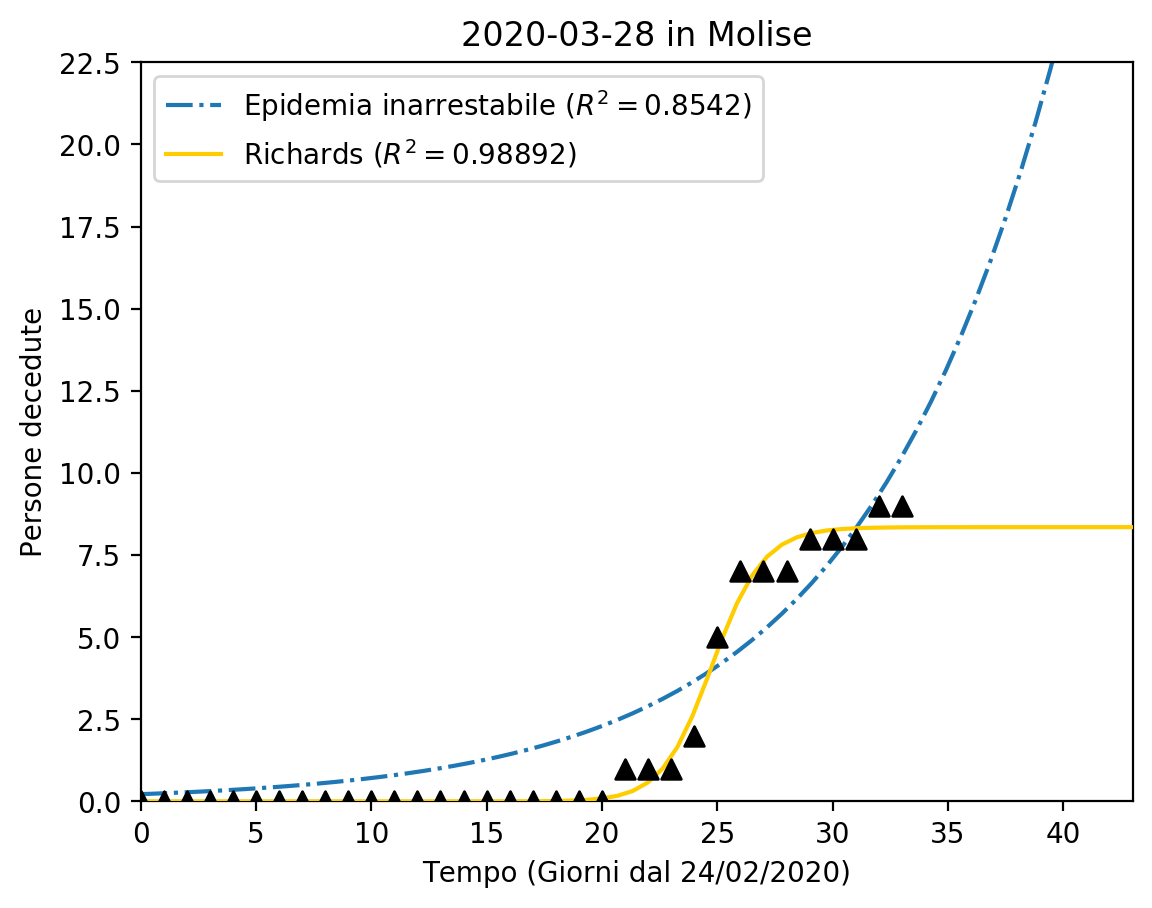 2020-03-28 in Molise
22.5
20.0
17.5
15.0
12.5
10.0
7.5
5.0
2.5
0.0
Persone decedute
Epidemia inarrestabile (R² = 0.8542)
Richards (R² = 0.98892)
0 5 10 15 20 25 30 35 40
Tempo (Giorni dal 24/02/2020)